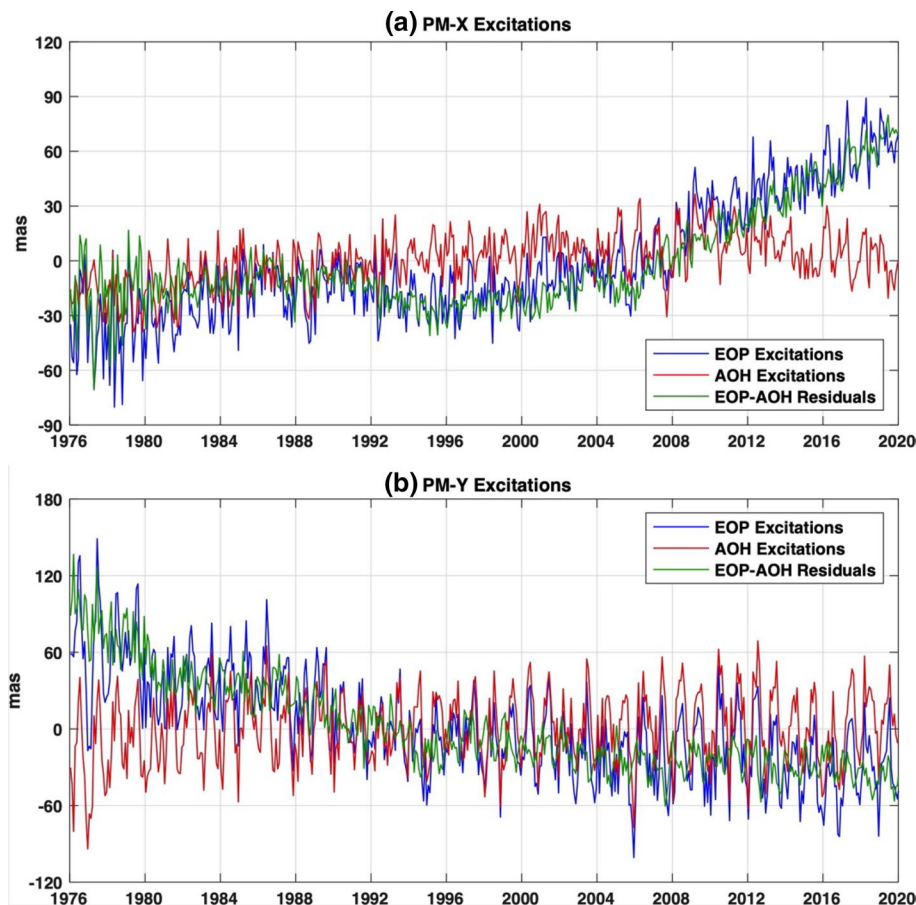 (a) PM-X Excitations
120
90
60
30
0
-30
-60
-90
mas
EOP Excitations
AOH Excitations
EOP-AOH Residuals
1976 1980 1984 1988 1992 1996 2000 2004 2008 2012 2016 2020
(b) PM-Y Excitations
180
120
60
0
-60
-120
mas
EOP Excitations
AOH Excitations
EOP-AOH Residuals
1976 1980 1984 1988 1992 1996 2000 2004 2008 2012 2016 2020